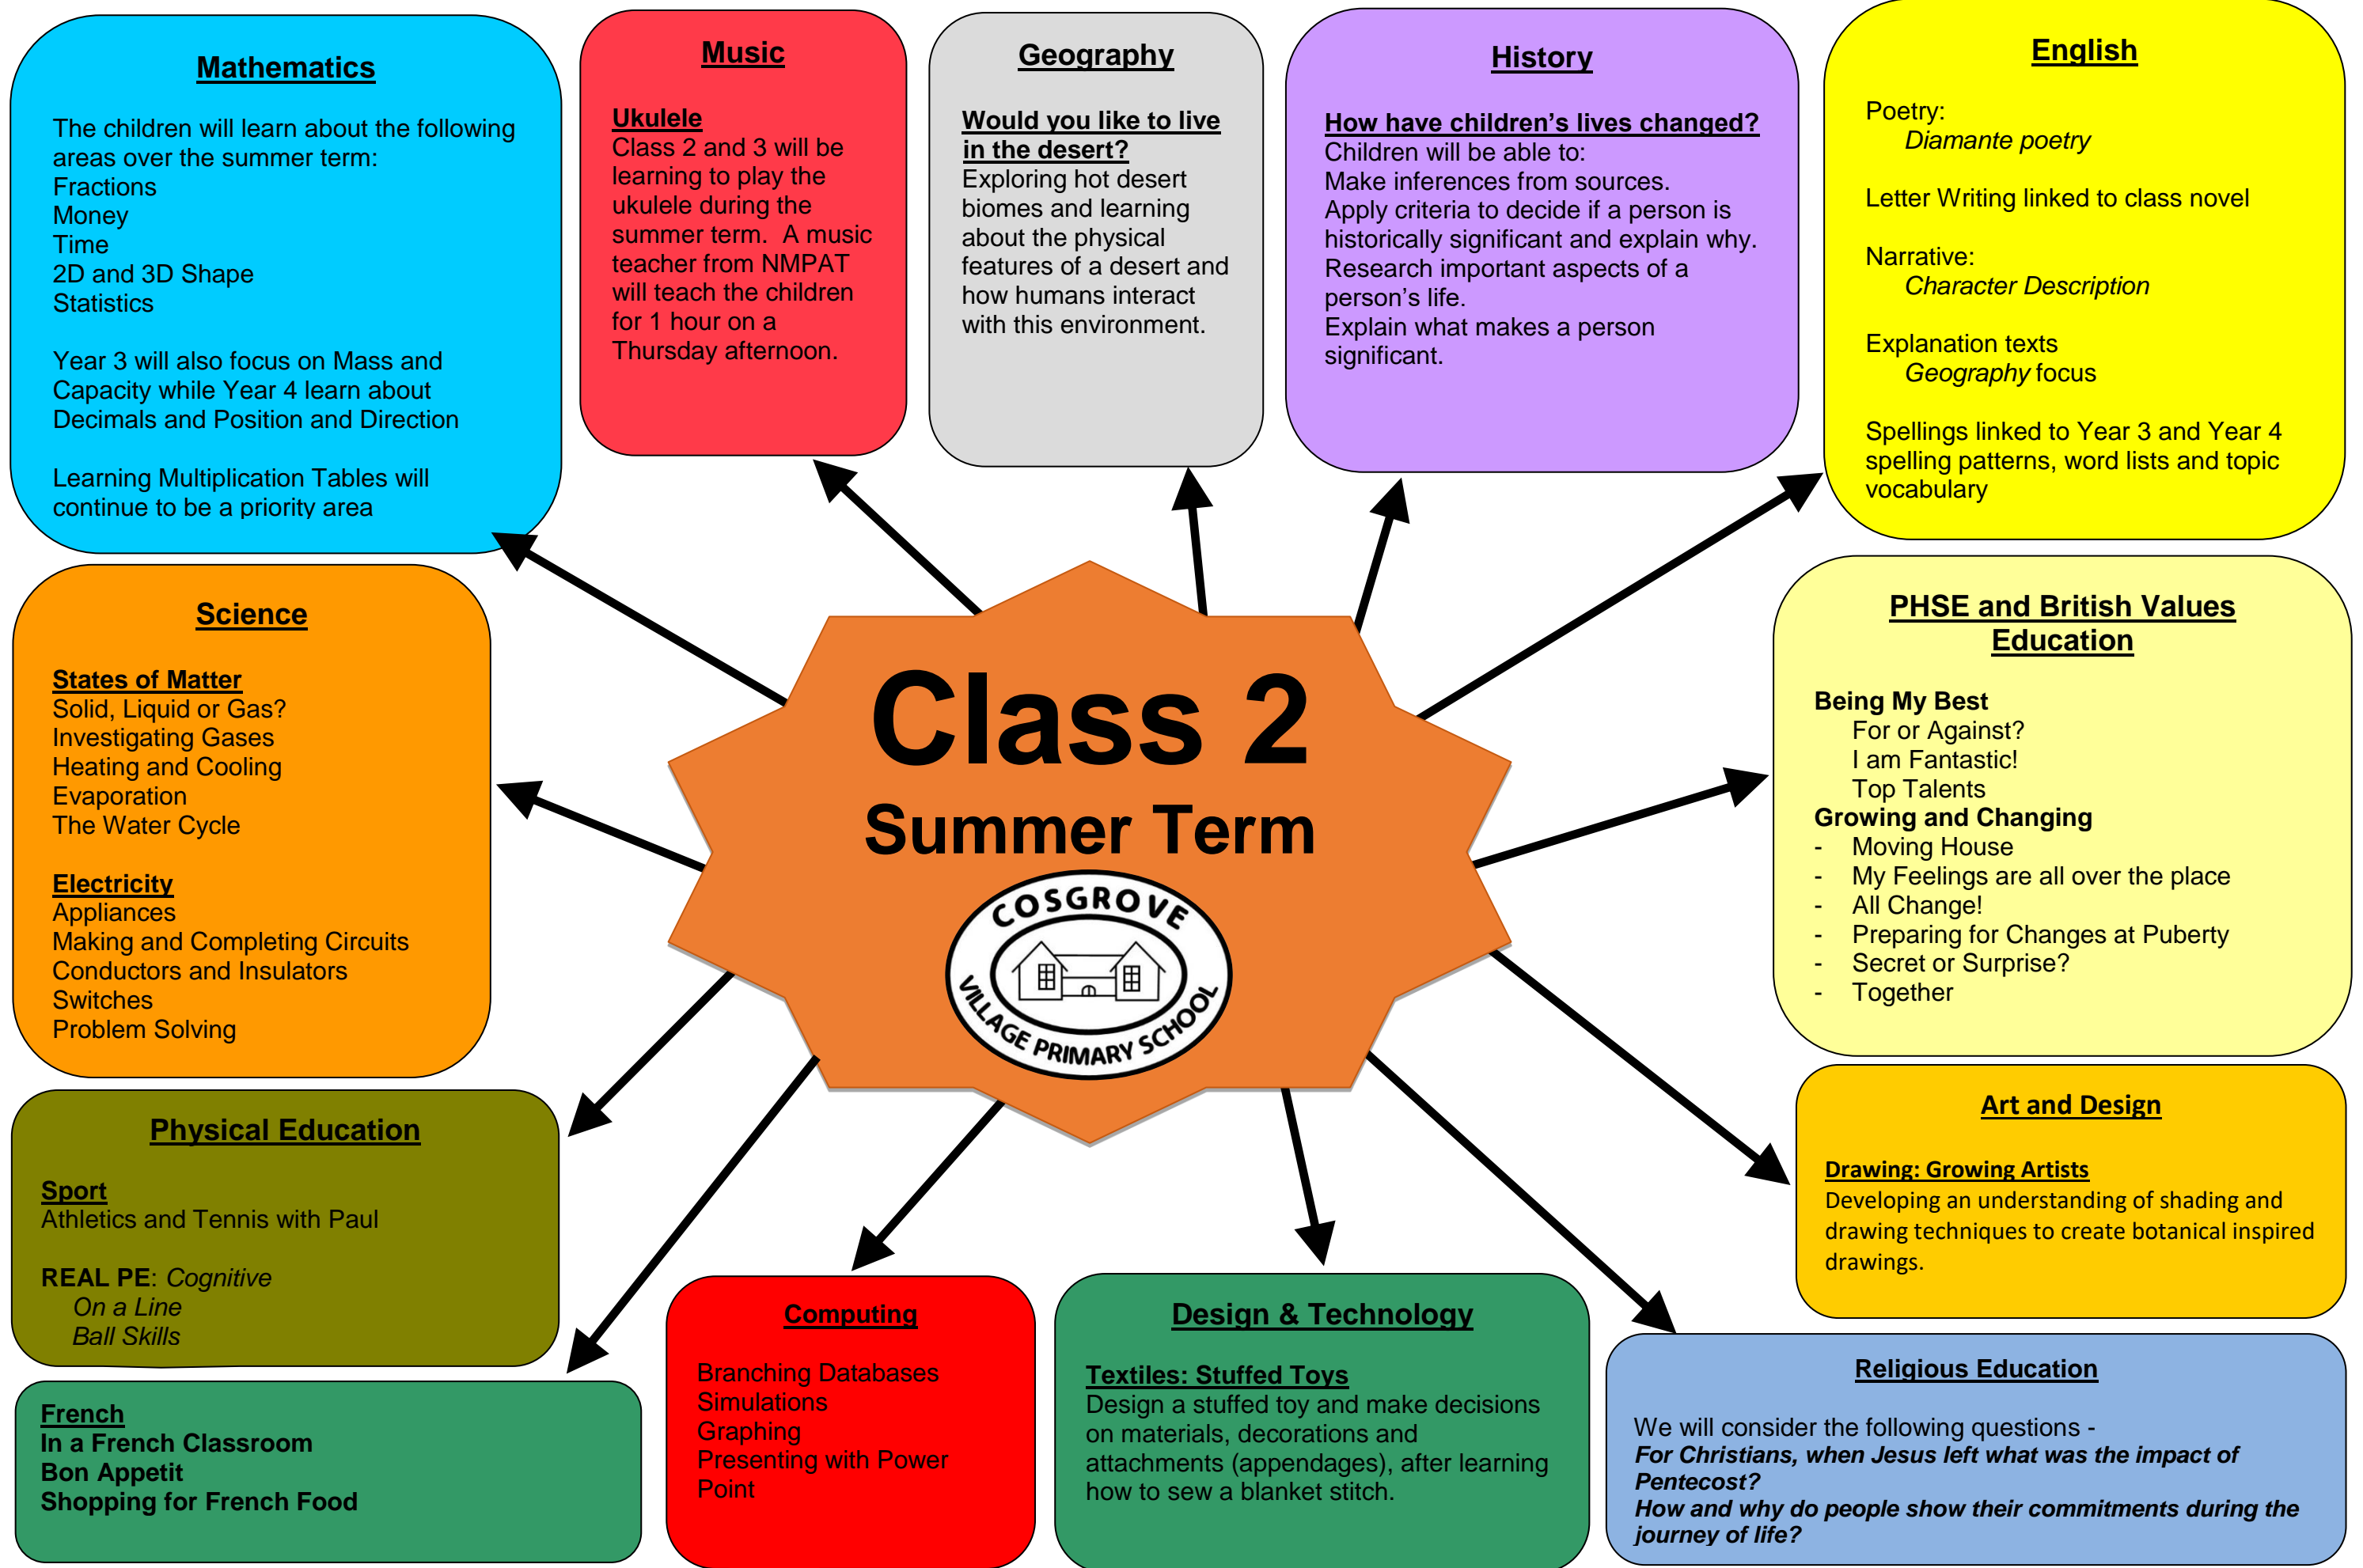 Mathematics
The children will learn about the following
areas over the summer term:
Fractions
Money
Time
2D and 3D Shape
Statistics
Year 3 will also focus on Mass and
Capacity while Year 4 learn about
Decimals and Position and Direction
Learning Multiplication Tables will
continue to be a priority area
Music
Ukulele
Class 2 and 3 will be
learning to play the
ukulele during the
summer term.  A music
teacher from NMPAT
will teach the children
for 1 hour on a
Thursday afternoon.
Geography
Would you like to live
in the desert?
Exploring hot desert
biomes and learning
about the physical
features of a desert and
how humans interact
with this environment.
History
How have children's lives changed?
Children will be able to:
Make inferences from sources.
Apply criteria to decide if a person is
historically significant and explain why.
Research important aspects of a
person's life.
Explain what makes a person
significant.
English
Poetry:
Diamante poetry
Letter Writing linked to class novel
Narrative:
Character Description
Explanation texts
Geography focus
Spellings linked to Year 3 and Year 4
spelling patterns, word lists and topic
vocabulary
Science
States of Matter
Solid, Liquid or Gas?
Investigating Gases
Heating and Cooling
Evaporation
The Water Cycle
Electricity
Appliances
Making and Completing Circuits
Conductors and Insulators
Switches
Problem Solving
Class 2
Summer Term
COSGROVE
VILLAGE PRIMARY SCHOOL
PHSE and British Values
Education
Being My Best
For or Against?
I am Fantastic!
Top Talents
Growing and Changing
- Moving House
- My Feelings are all over the place
- All Change!
- Preparing for Changes at Puberty
- Secret or Surprise?
- Together
Physical Education
Sport
Athletics and Tennis with Paul
REAL PE: Cognitive
On a Line
Ball Skills
Art and Design
Drawing: Growing Artists
Developing an understanding of shading and
drawing techniques to create botanical inspired
drawings.
French
In a French Classroom
Bon Appetit
Shopping for French Food
Computing
Branching Databases
Simulations
Graphing
Presenting with Power
Point
Design & Technology
Textiles: Stuffed Toys
Design a stuffed toy and make decisions
on materials, decorations and
attachments (appendages), after learning
how to sew a blanket stitch.
Religious Education
We will consider the following questions -
For Christians, when Jesus left what was the impact of
Pentecost?
How and why do people show their commitments during the
journey of life?